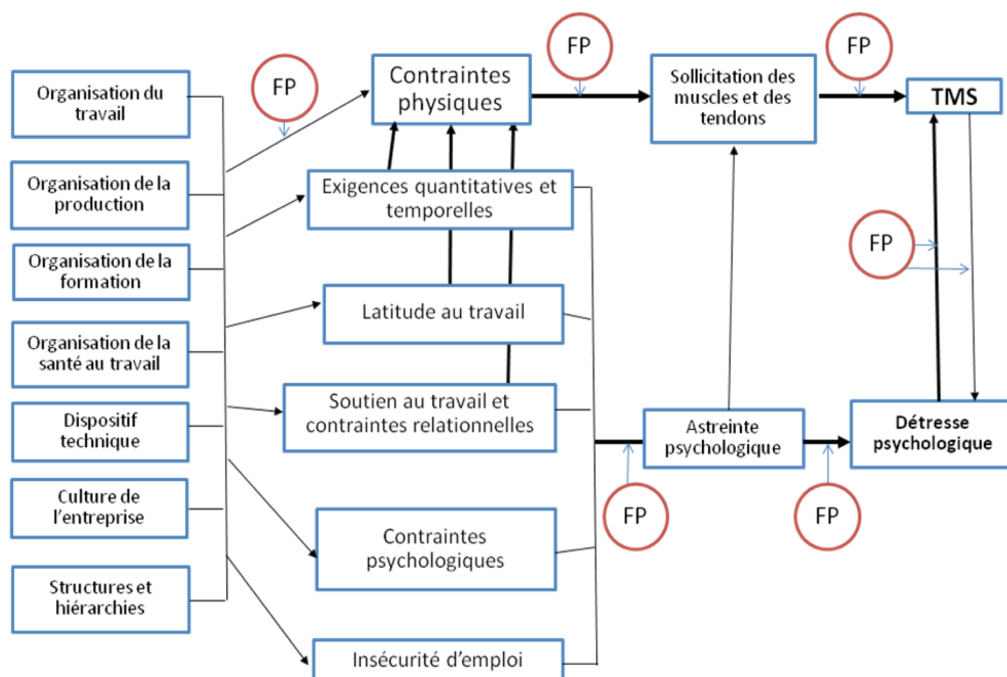 Organisation du
travail
Organisation de la
production
Organisation de la
formation
Organisation de la
santé au travail
Dispositif
technique
Culture de
l'entreprise
Structures et
hiérarchies
FP
Contraintes
physiques
Exigences quantitatives et
temporelles
Latitude au travail
Soutien au travail et
contraintes relationnelles
Contraintes
psychologiques
Insécurité d'emploi
FP
Sollicitation des
muscles et des
tendons
FP
TMS
FP
Astreinte
psychologique
Détresse
psychologique
FP
FP